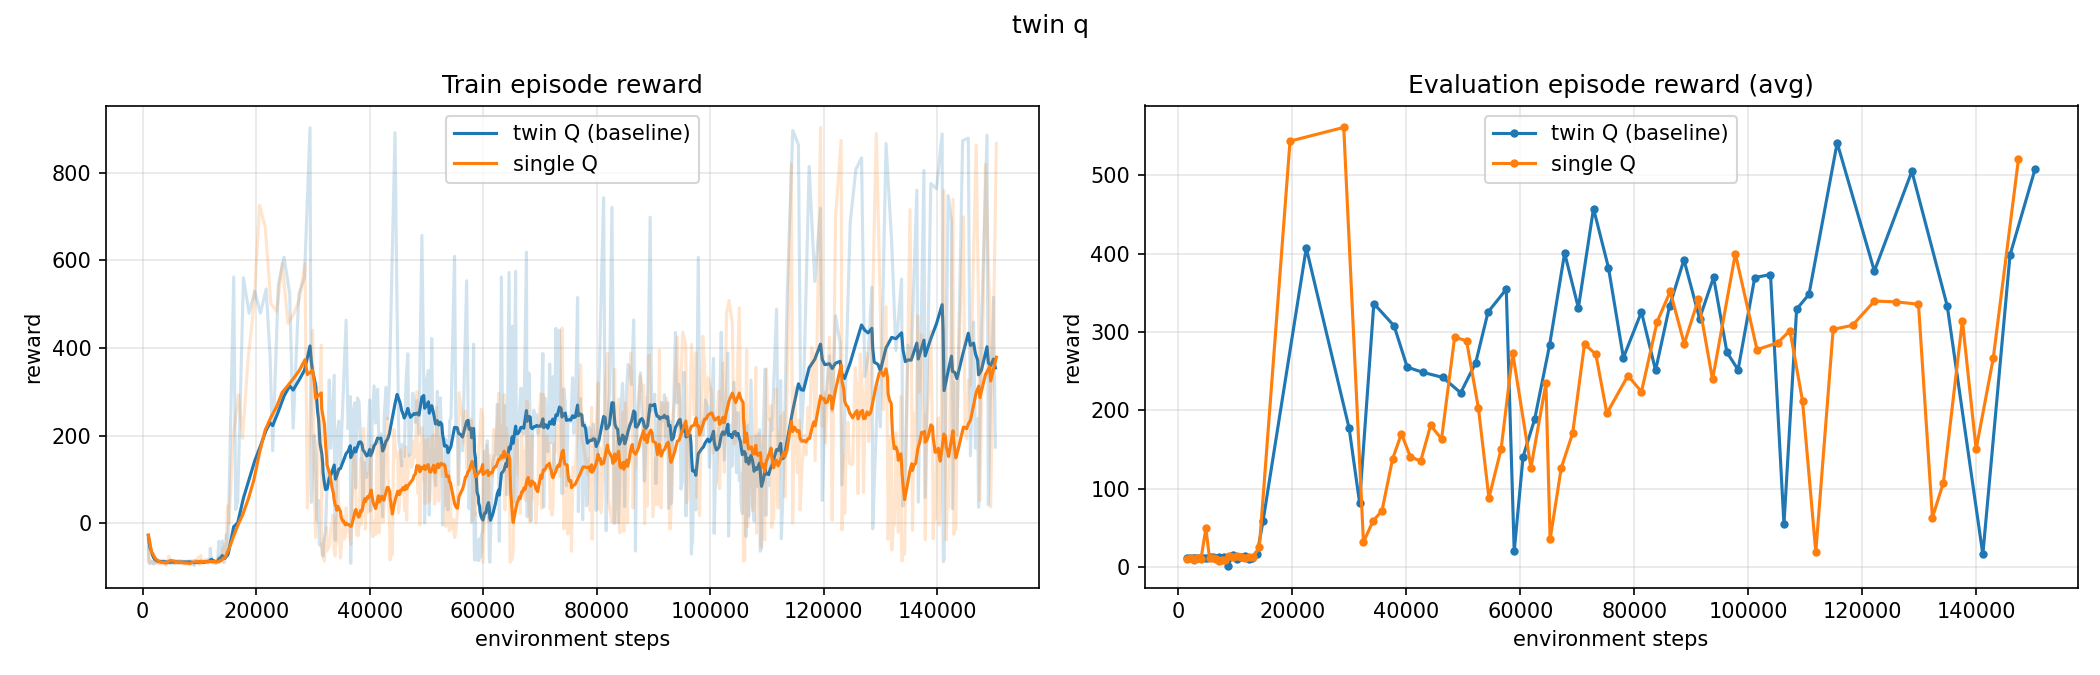 twin q
Train episode reward
twin Q (baseline)
single Q
reward
800
600
400
200
0
0 20000 40000 60000 80000 100000 120000 140000
environment steps
Evaluation episode reward (avg)
twin Q (baseline)
single Q
reward
500
400
300
200
100
0
0 20000 40000 60000 80000 100000 120000 140000
environment steps